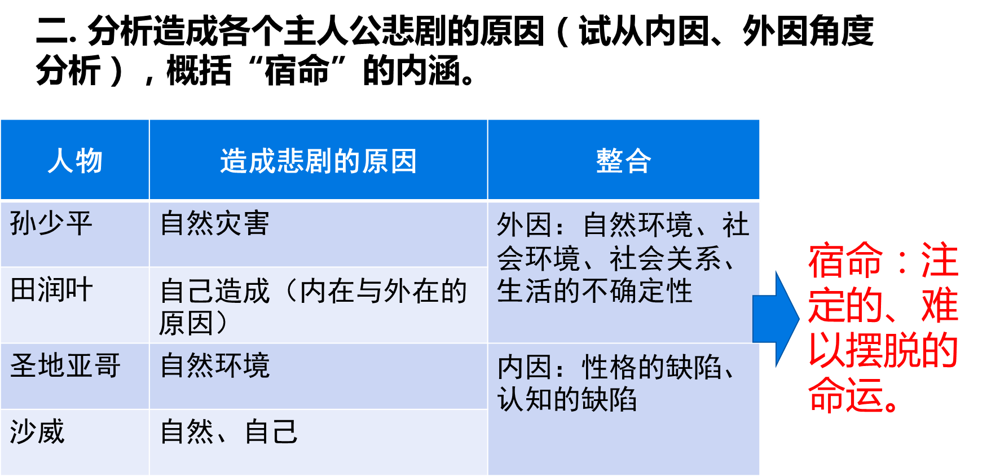 二. 分析造成各个主人公悲剧的原因（试从内因、外因角度
分析），概括“宿命”的内涵。
人物
造成悲剧的原因
整合
孙少平
自然灾害
外因：自然环境、社
会环境、社会关系、
生活的不确定性
田润叶
自己造成（内在与外在的
原因）
圣地亚哥
自然环境
内因：性格的缺陷、
认知的缺陷
沙威
自然、自己
宿命：注
定的、难
以摆脱的
命运。